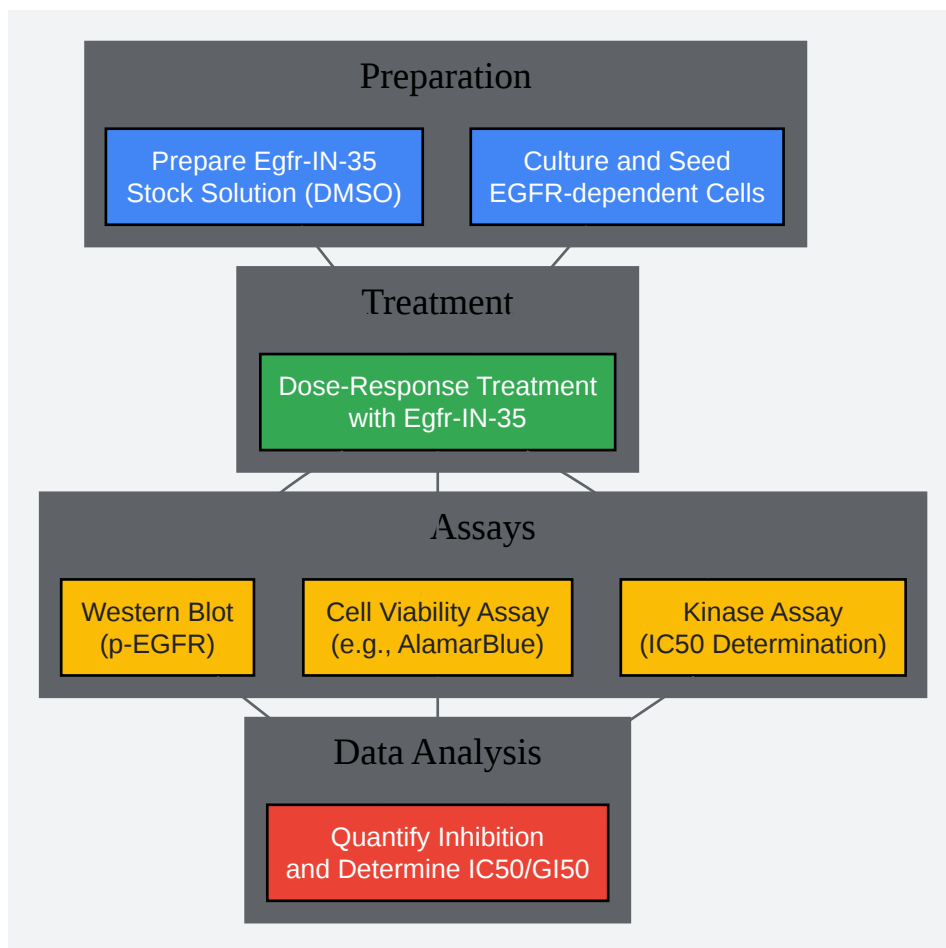 Preparation
Prepare Egfr-IN-35
Stock Solution (DMSO)
Culture and Seed
EGFR-dependent Cells
Treatment
Dose-Response Treatment
with Egfr-IN-35
Assays
Western Blot
(p-EGFR)
Cell Viability Assay
(e.g., AlamarBlue)
Kinase Assay
(IC50 Determination)
Data Analysis
Quantify Inhibition
and Determine IC50/GI50